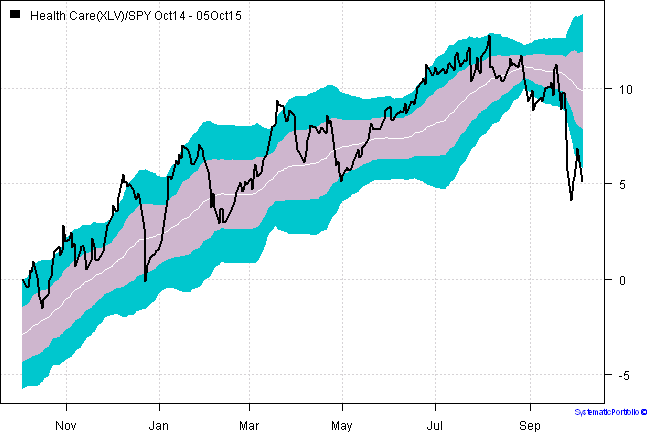 Health Care(XLV)/SPY Oct14 - 05Oct15
10
5
0
-5
Nov Jan Mar May Jul Sep
SystematicPortfolio ©